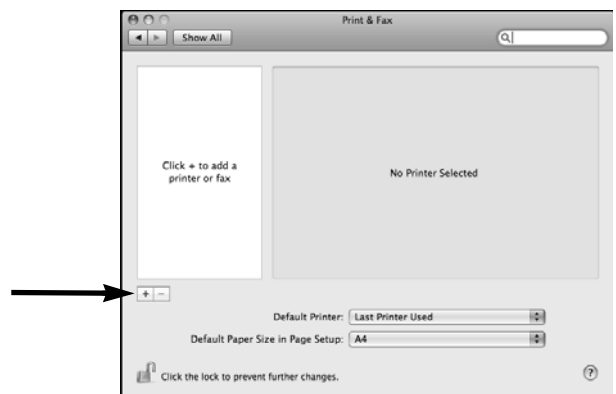 Print & Fax
Show All
Click + to add a
printer or fax
No Printer Selected
+ −
Default Printer: Last Printer Used
Default Paper Size in Page Setup: A4
Click the lock to prevent further changes.
?